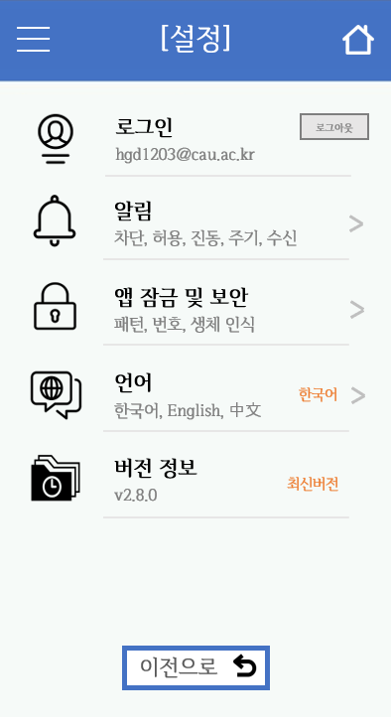 [설정]
로그인
로그아웃
hgd1203@cau.ac.kr
알림
차단, 허용, 진동, 주기, 수신
앱 잠금 및 보안
패턴, 번호, 생체 인식
언어
한국어
한국어, English, 中文
버전 정보
최신버전
v2.8.0
이전으로